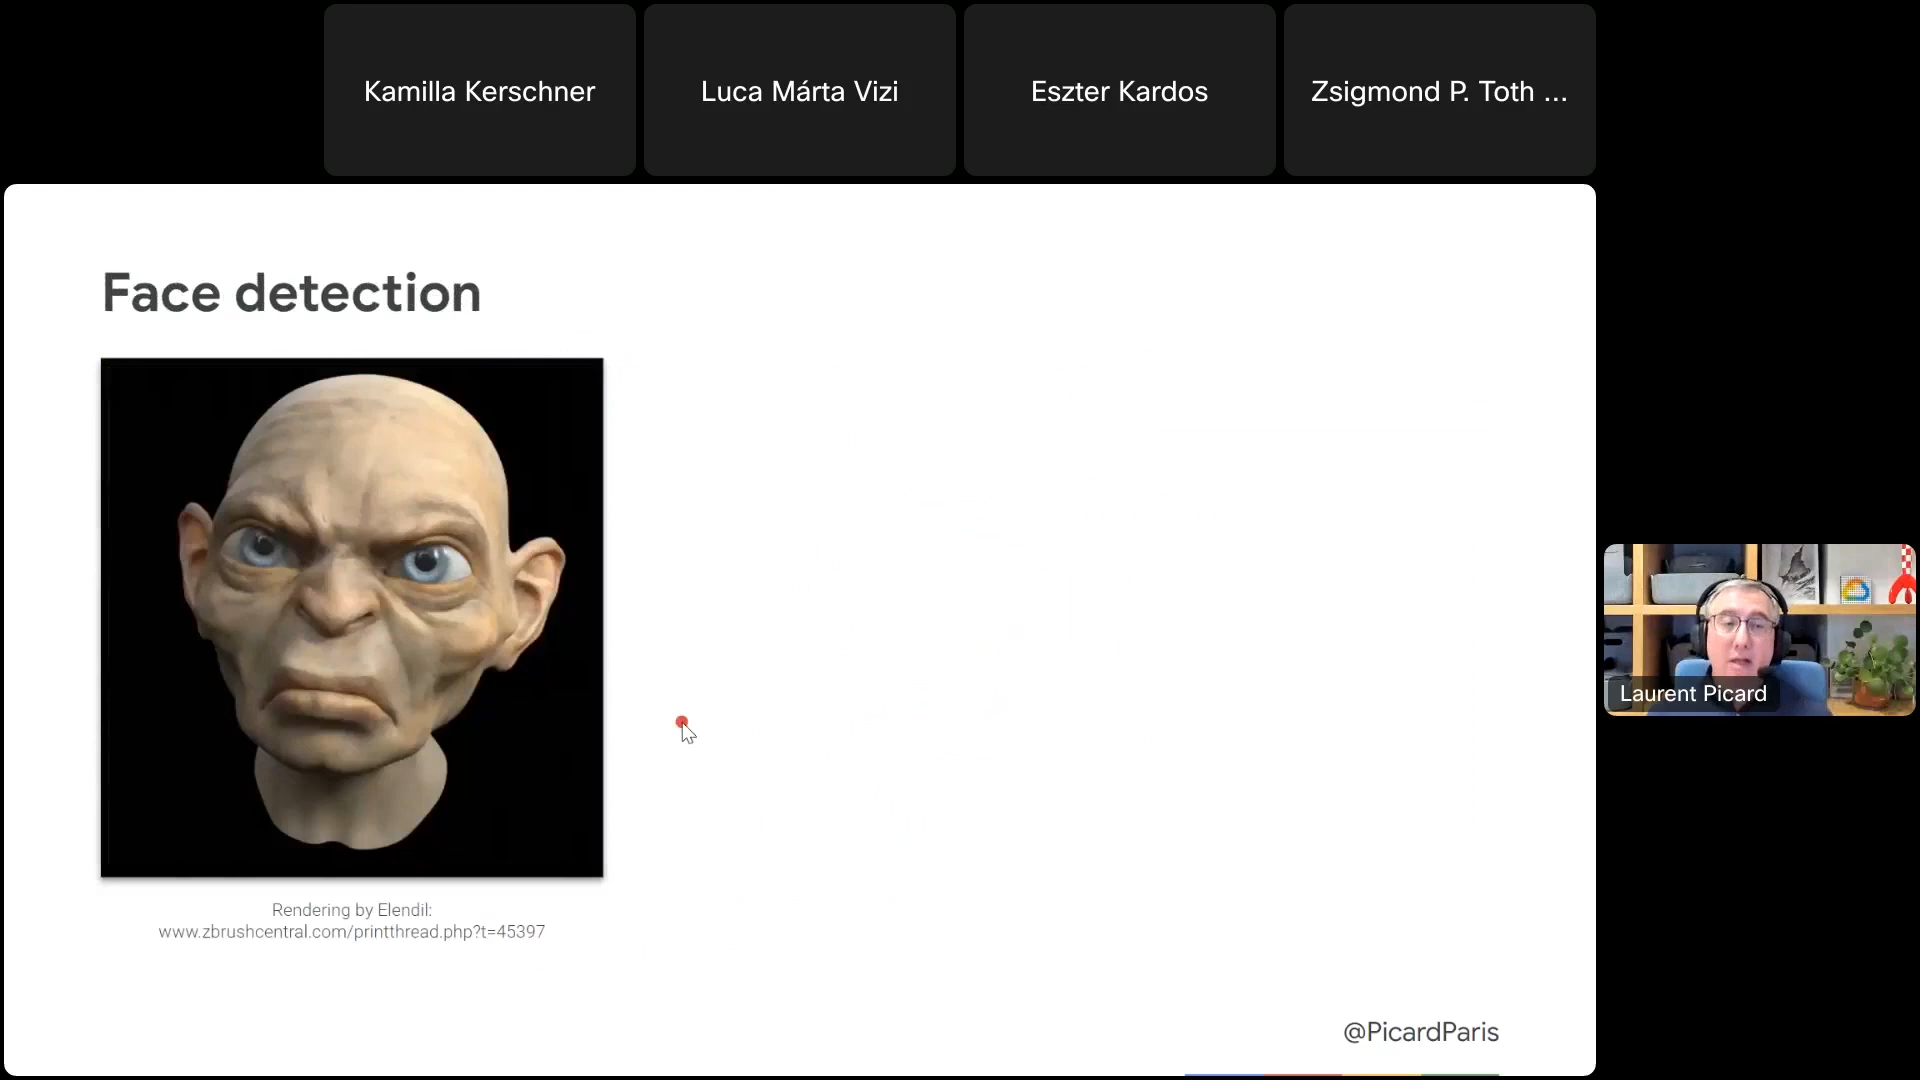 Kamilla Kerschner
Luca Márta Vizi
Eszter Kardos
Zsigmond P. Toth ...
Face detection
Rendering by Elendil:
www.zbrushcentral.com/printthread.php?t=45397
@PicardParis
Laurent Picard